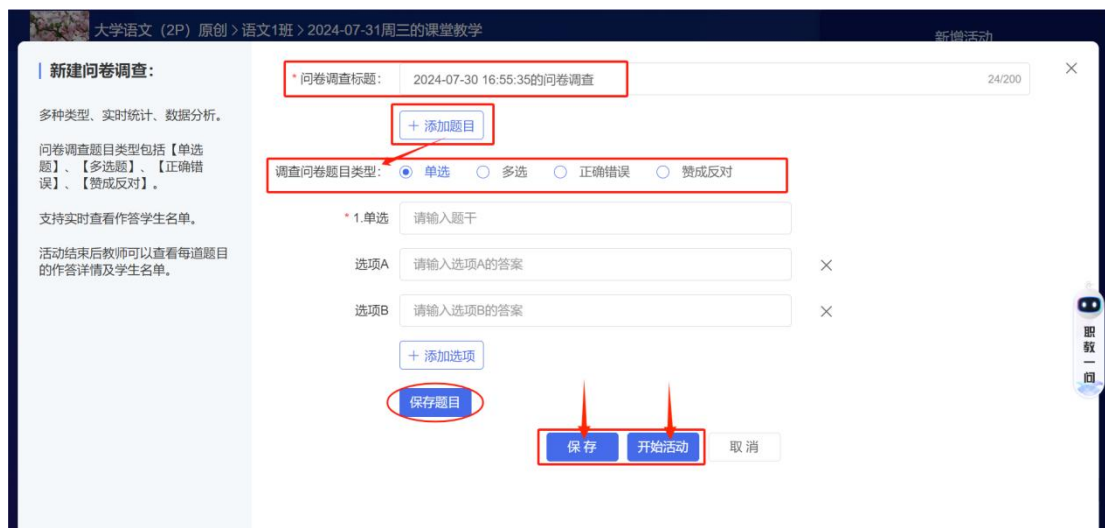 大学语文（2P）原创>语文1班>2024-07-31周三的课堂教学
新增活动
新建问卷调查：
多种类型、实时统计、数据分析。
问卷调查题目类型包括【单选
题】、【多选题】、【正确错
误】、【赞成反对】。
支持实时查看作答学生名单。
活动结束后教师可以查看每道题目
的作答详情及学生名单。
* 问卷调查标题： 2024-07-30 16:55:35的问卷调查 24/200
+ 添加题目
调查问卷题目类型： 单选 多选 正确错误 赞成反对
* 1.单选 请输入题干
选项A 请输入选项A的答案
选项B 请输入选项B的答案
+ 添加选项
保存题目
保存 开始活动 取消
职教一问